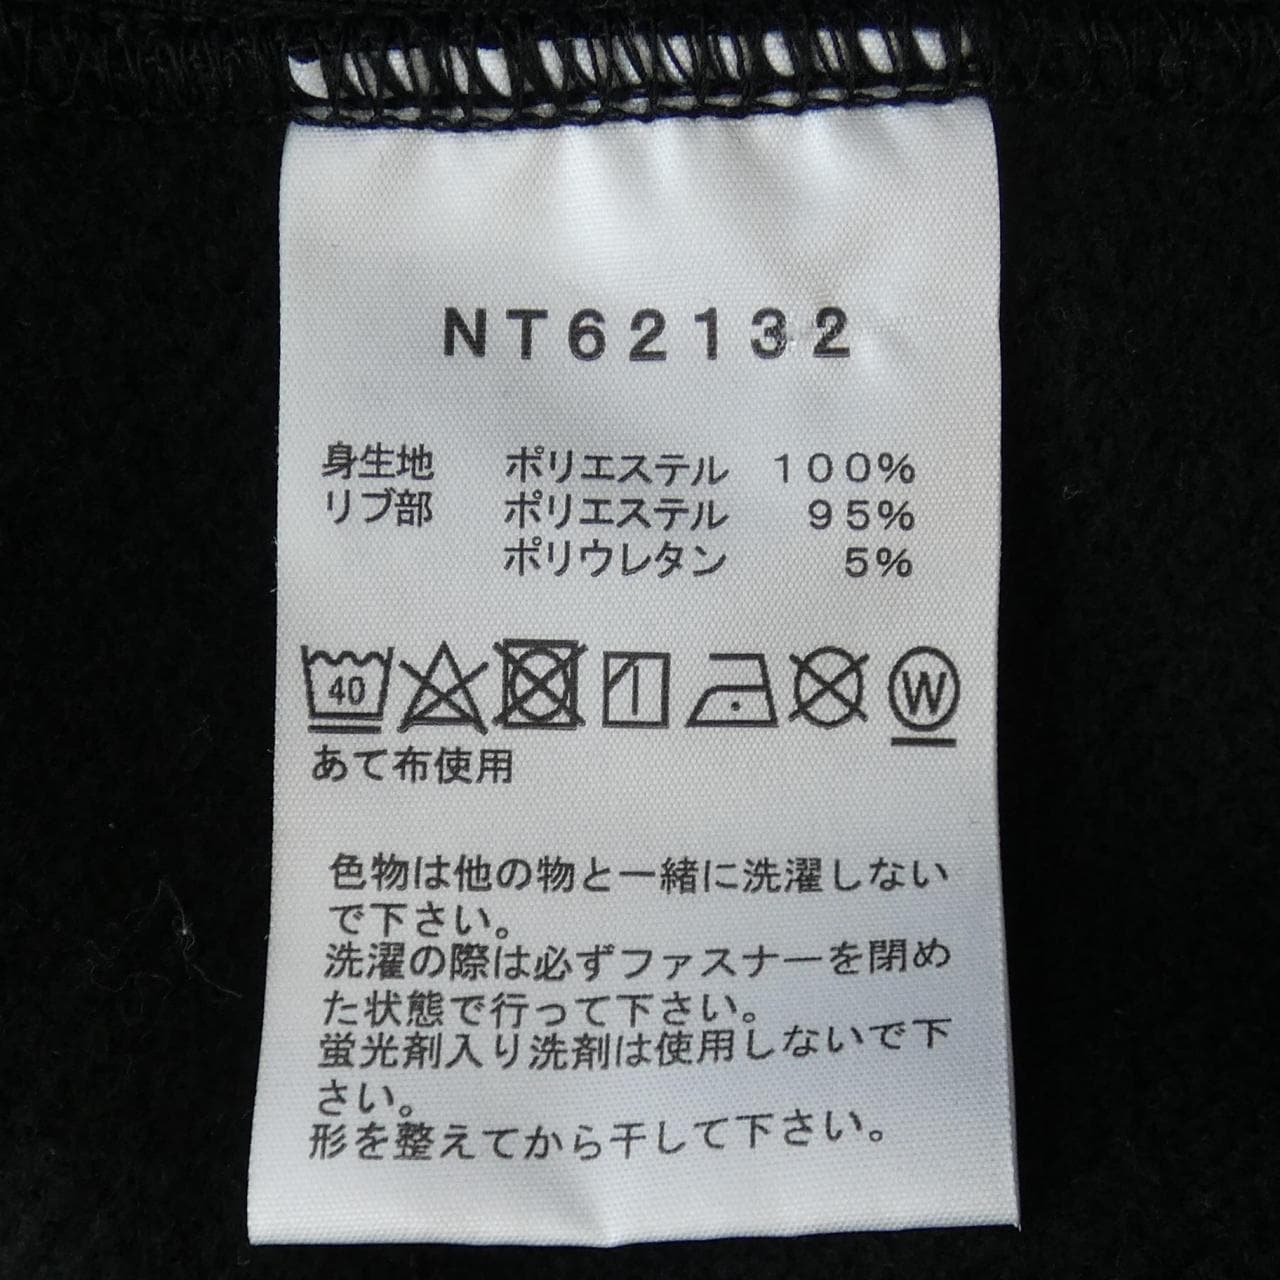 NT62132
身生地 ポリエステル 100%
リブ部 ポリエステル 95%
ポリウレタン 5%
40 W
あて布使用
色物は他の物と一緒に洗濯しない
で下さい。
洗濯の際は必ずファスナーを閉め
た状態で行って下さい。
蛍光剤入り洗剤は使用しないで下
さい。
形を整えてから干して下さい。